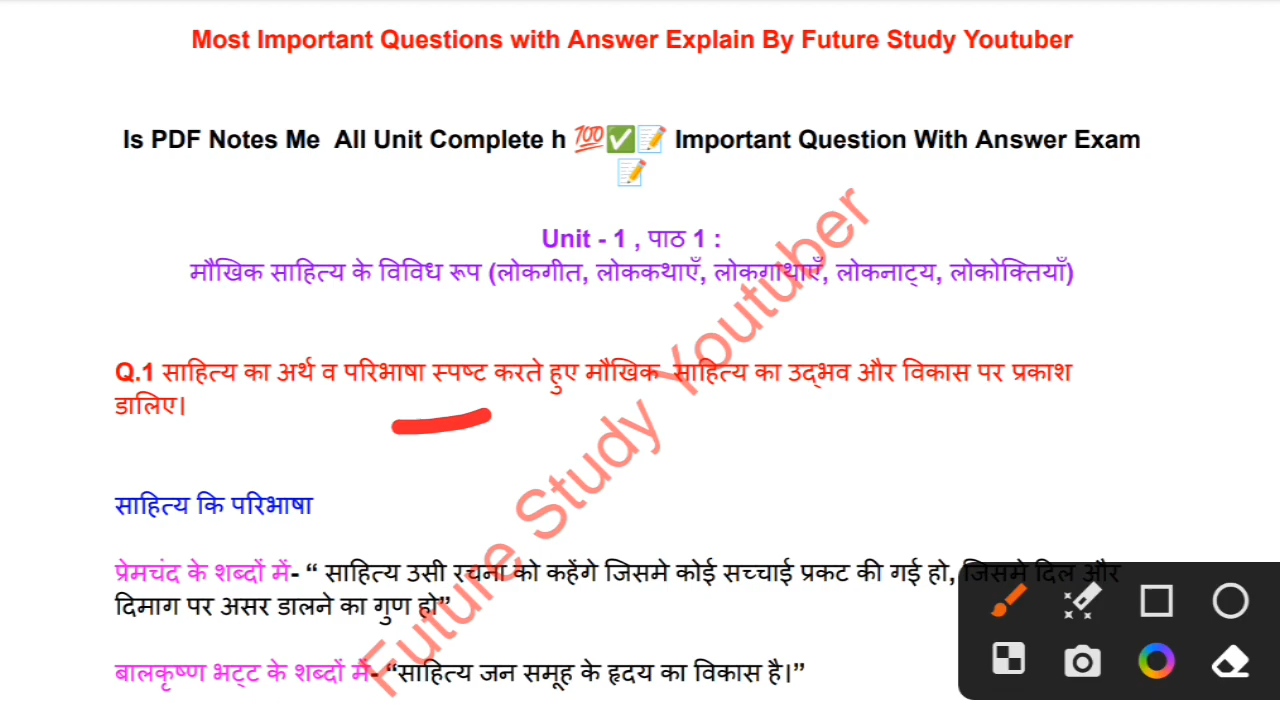 Most Important Questions with Answer Explain By Future Study Youtuber
Is PDF Notes Me All Unit Complete h 💯✅📝 Important Question With Answer Exam
📝
Unit - 1 , पाठ 1 :
मौखिक साहित्य के विविध रूप (लोकगीत, लोककथाएँ, लोकगाथाएँ, लोकनाट्य, लोकोक्तियाँ)
Q.1 साहित्य का अर्थ व परिभाषा स्पष्ट करते हुए मौखिक साहित्य का उद्भव और विकास पर प्रकाश
डालिए।
साहित्य कि परिभाषा
प्रेमचंद के शब्दों में- “ साहित्य उसी रचना को कहेंगे जिसमे कोई सच्चाई प्रकट की गई हो, जिसमे दिल और
दिमाग पर असर डालने का गुण हो”
बालकृष्ण भट्ट के शब्दों में- “साहित्य जन समूह के हृदय का विकास है।”
Future Study Youtuber